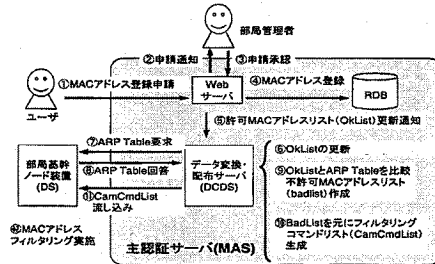 部局管理者
②申請通知
③申請承認
①MACアドレス登録申請
Web
サーバ
④MACアドレス登録
RDB
ユーザ
⑤許可MACアドレスリスト(OkList)更新通知
⑦ARP Table要求
⑧ARP Table回答
⑪CamCmdList
流し込み
部局基幹
ノード装置
(DS)
データ変換・
配布サーバ
(DCDS)
⑥OkListの更新
⑨OkListとARP Tableを比較
不許可MACアドレスリスト
(badlist)作成
⑩BadListを元にフィルタリング
コマンドリスト(CamCmdList)
生成
⑫MACアドレス
フィルタリング実施
主認証サーバ(MAS)